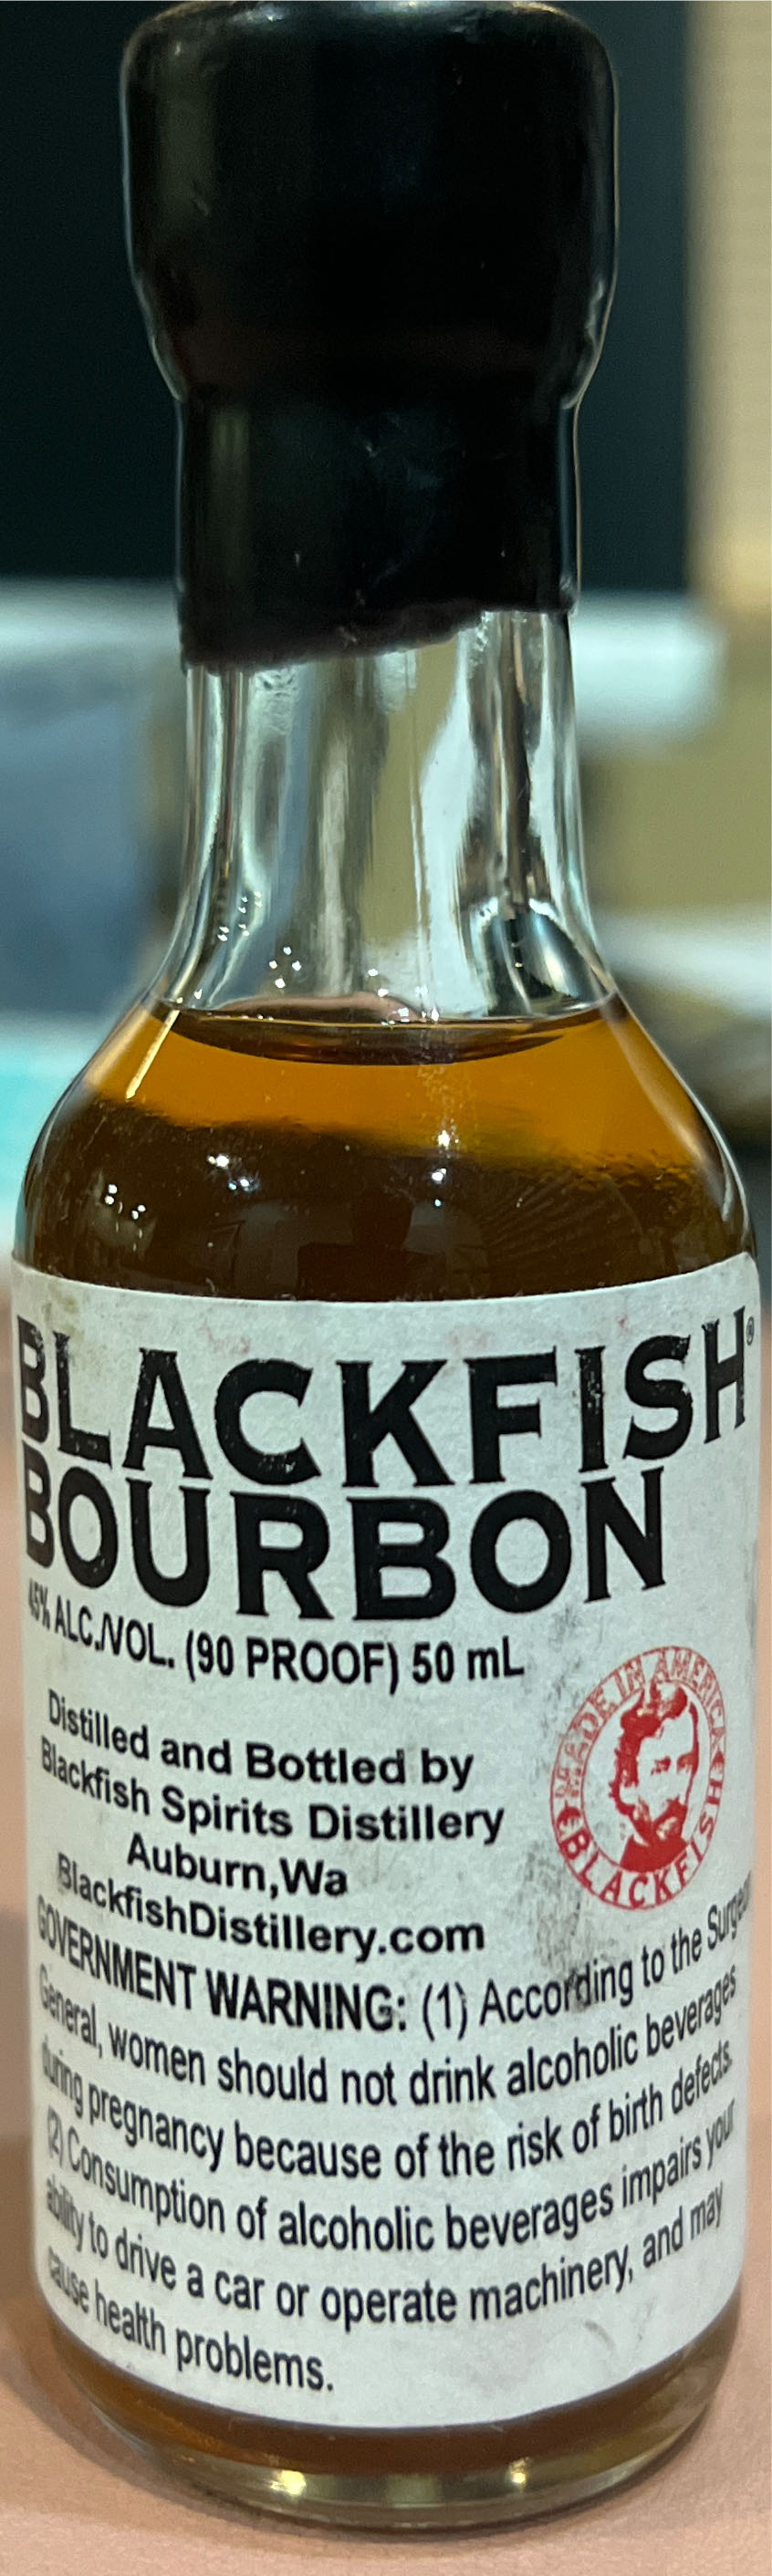 BLACKFISH®
BOURBON
45% ALC./VOL. (90 PROOF) 50 mL
Distilled and Bottled by
Blackfish Spirits Distillery
Auburn,Wa
BlackfishDistillery.com
MADE IN AMERICA
BLACKFISH
GOVERNMENT WARNING: (1) According to the Surgeon
General, women should not drink alcoholic beverages
during pregnancy because of the risk of birth defects.
(2) Consumption of alcoholic beverages impairs your
ability to drive a car or operate machinery, and may
cause health problems.